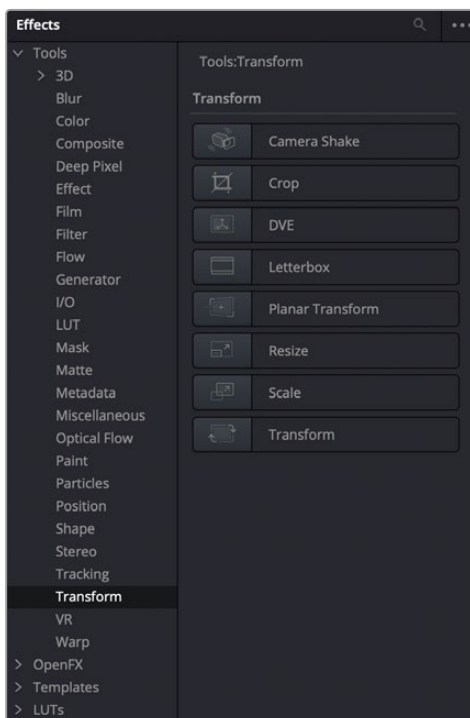 Effects
Tools
3D
Blur
Color
Composite
Deep Pixel
Effect
Film
Filter
Flow
Generator
I/O
LUT
Mask
Matte
Metadata
Miscellaneous
Optical Flow
Paint
Particles
Position
Shape
Stereo
Tracking
Transform
VR
Warp
OpenFX
Templates
LUTs
Tools:Transform
Transform
Camera Shake
Crop
DVE
Letterbox
Planar Transform
Resize
Scale
Transform